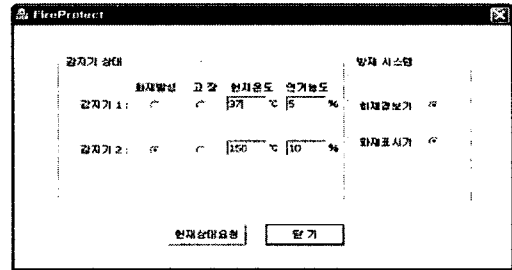 FireProtect
감지기 상태
방재 시스템
화재발생 고 장 현재온도 연기농도
감지기 1 : 37 ℃ 5 % 화재경보기
감지기 2 : 150 ℃ 10 % 화재표시기
현재상태요청 닫 기